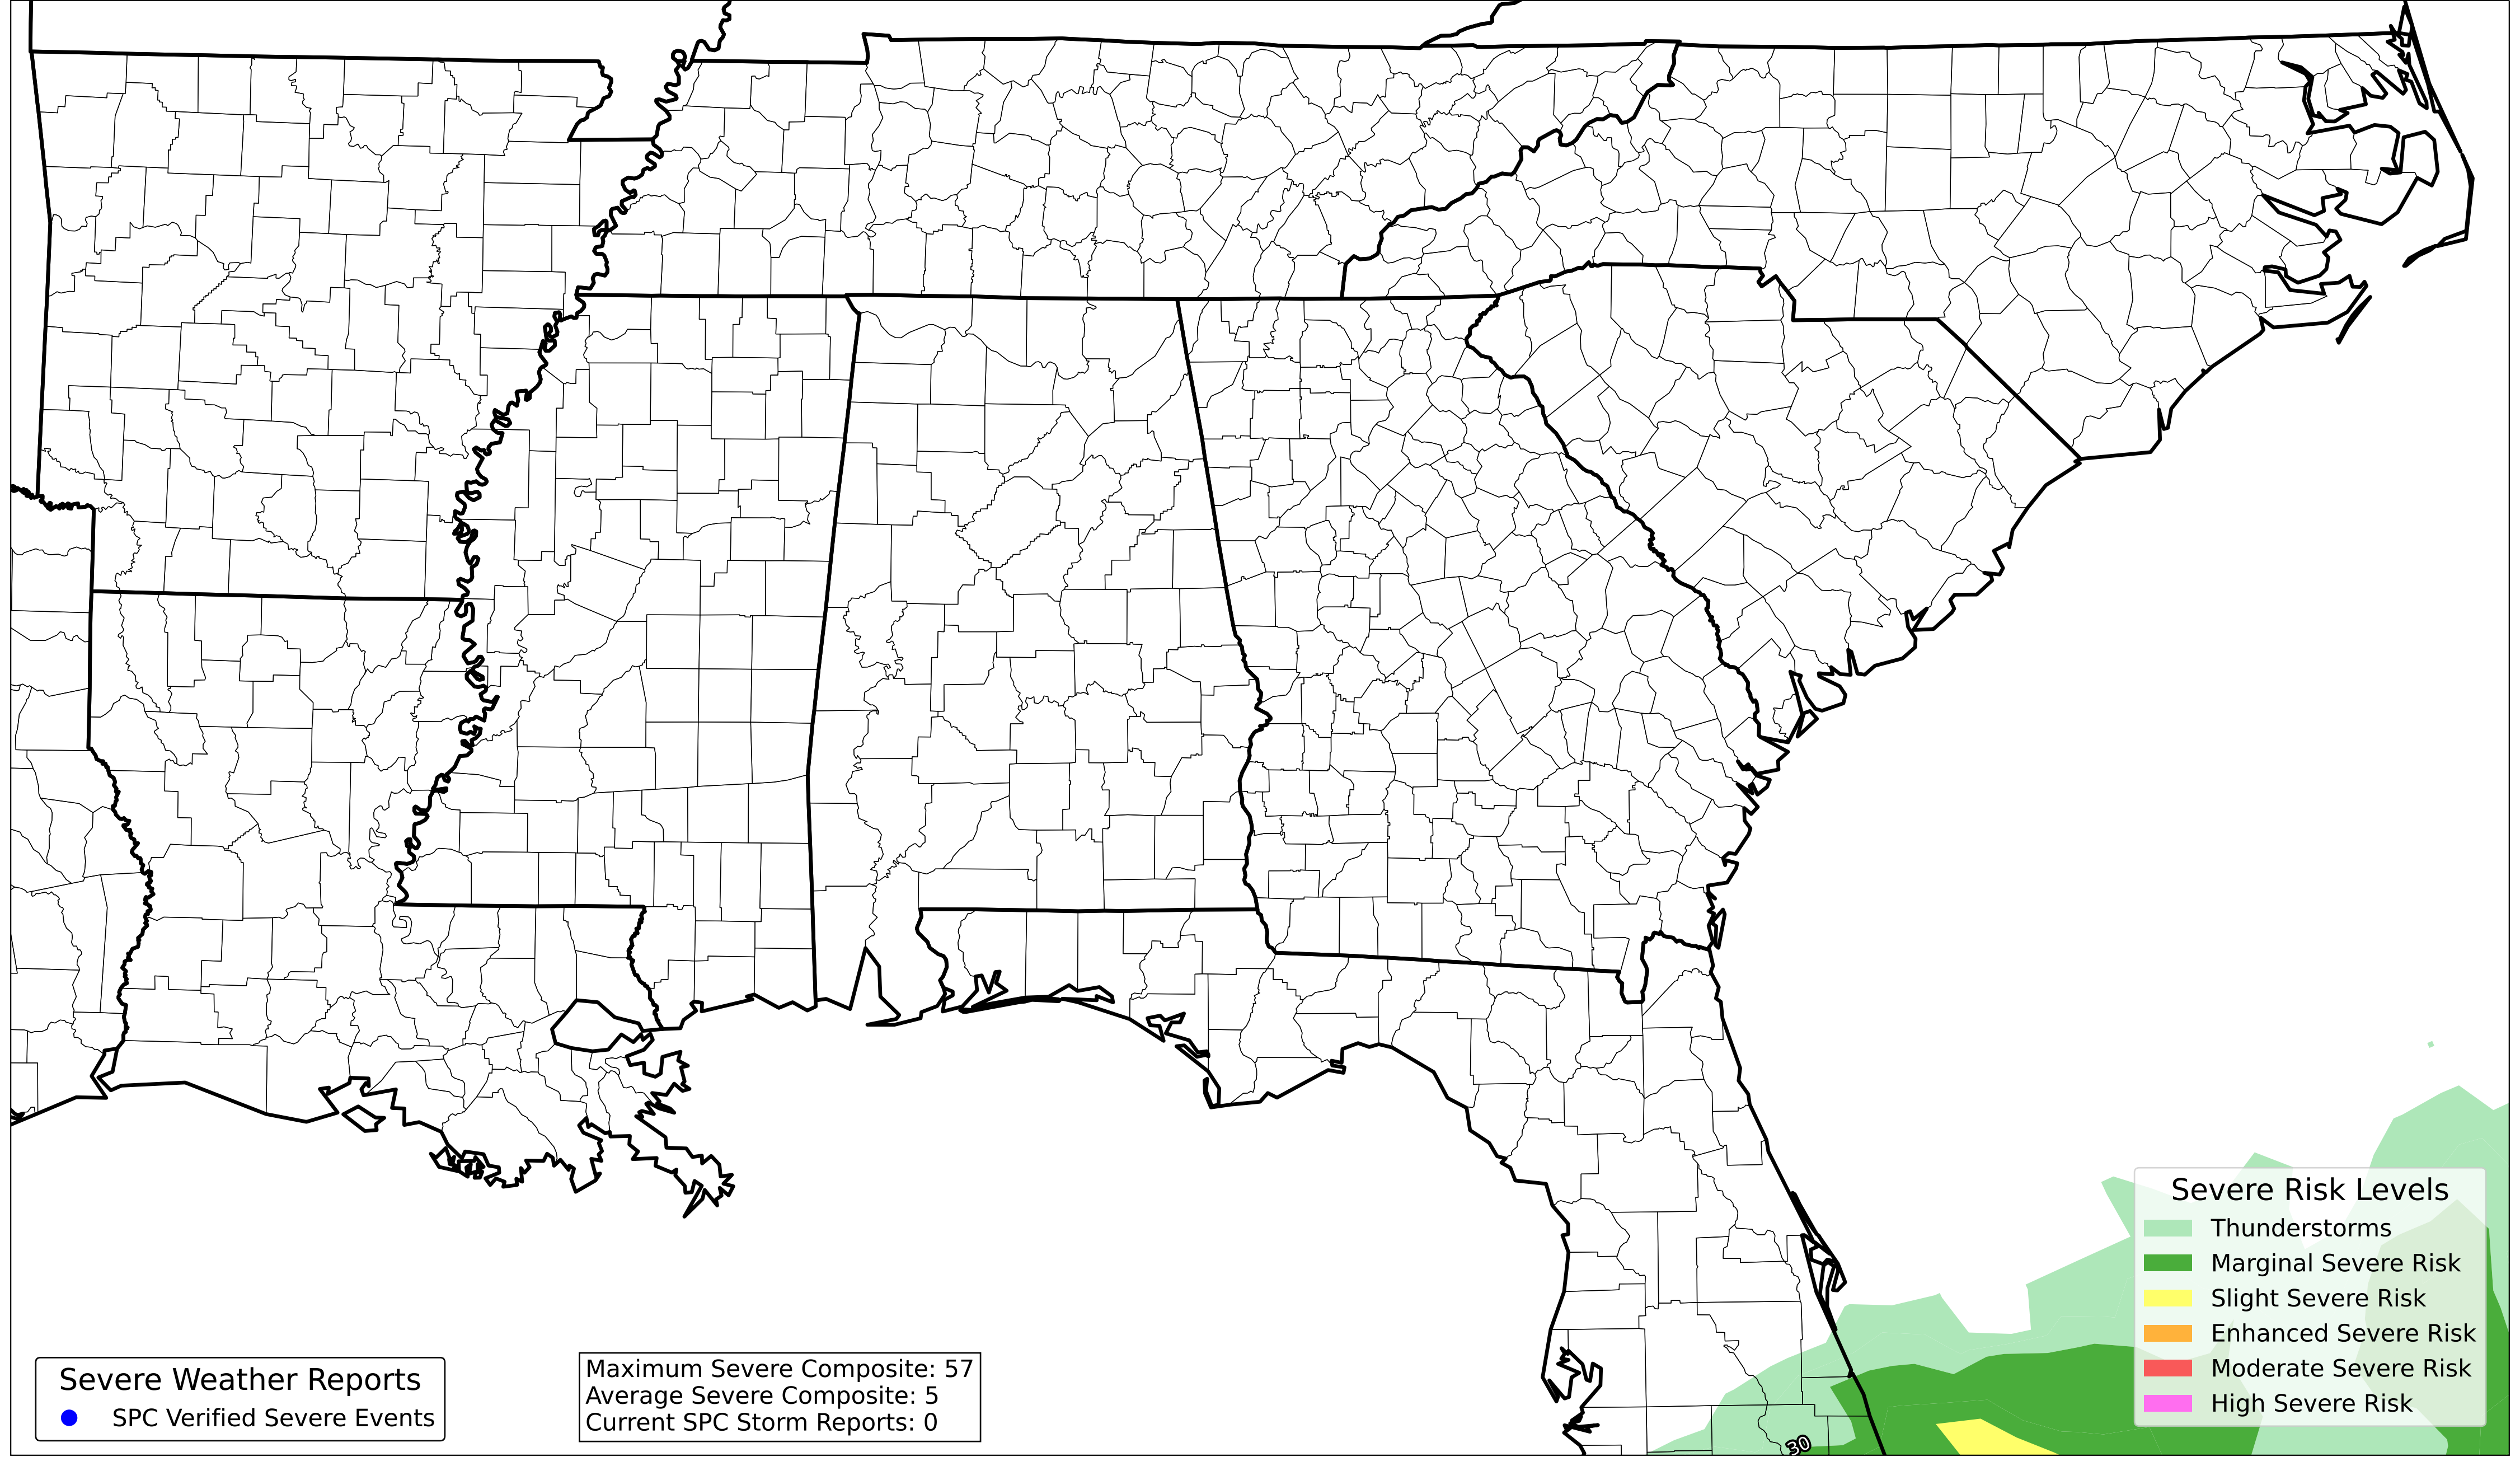 Severe Risk Levels
Thunderstorms
Marginal Severe Risk
Slight Severe Risk
Enhanced Severe Risk
Moderate Severe Risk
High Severe Risk
Severe Weather Reports
SPC Verified Severe Events
Maximum Severe Composite: 57
Average Severe Composite: 5
Current SPC Storm Reports: 0
30